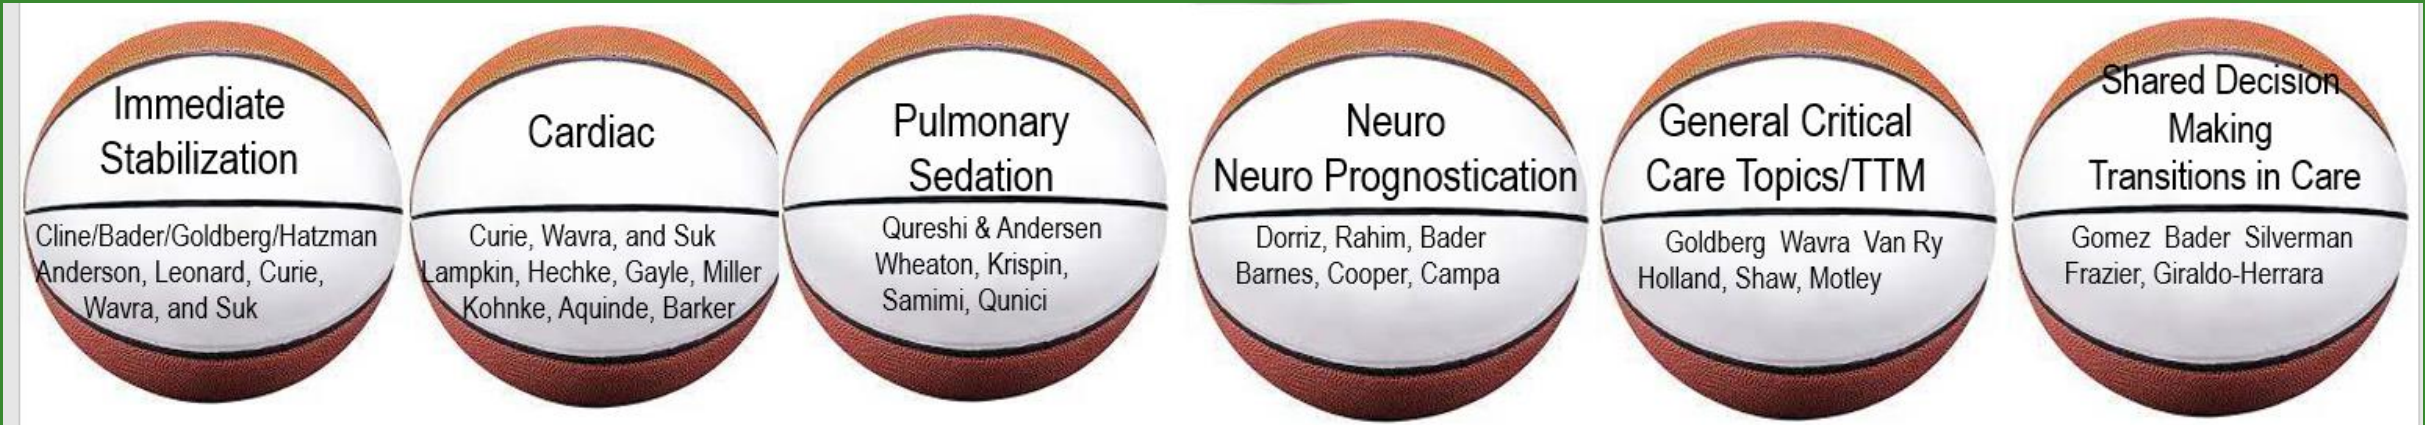 Immediate
Stabilization
Cline/Bader/Goldberg/Hatzman
Anderson, Leonard, Curie,
Wavra, and Suk
Cardiac
Curie, Wavra, and Suk
Lampkin, Hechke, Gayle, Miller
Kohnke, Aquinde, Barker
Pulmonary
Sedation
Qureshi & Andersen
Wheaton, Krispin,
Samimi, Qunici
Neuro
Neuro Prognostication
Dorriz, Rahim, Bader
Barnes, Cooper, Campa
General Critical
Care Topics/TTM
Goldberg Wavra Van Ry
Holland, Shaw, Motley
Shared Decision
Making
Transitions in Care
Gomez Bader Silverman
Frazier, Giraldo-Herrara